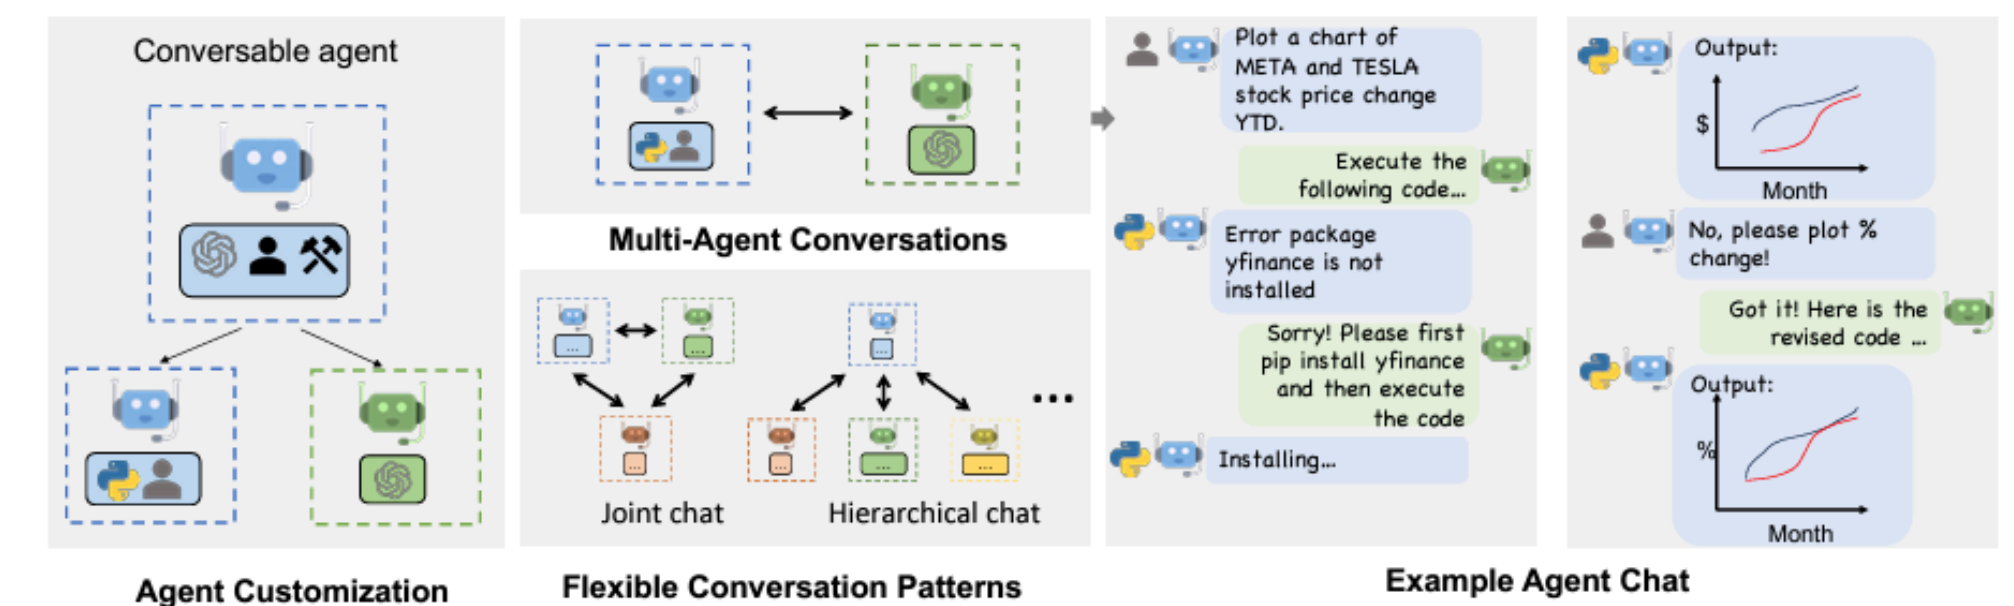 Conversable agent
Agent Customization
Multi-Agent Conversations
...
...
...
...
...
...
...
...
Joint chat
Hierarchical chat
Flexible Conversation Patterns
Plot a chart of
META and TESLA
stock price change
YTD.
Execute the
following code...
Error package
yfinance is not
installed
Sorry! Please first
pip install yfinance
and then execute
the code
Installing...
Output:
$
Month
No, please plot %
change!
Got it! Here is the
revised code ...
Output:
%
Month
Example Agent Chat